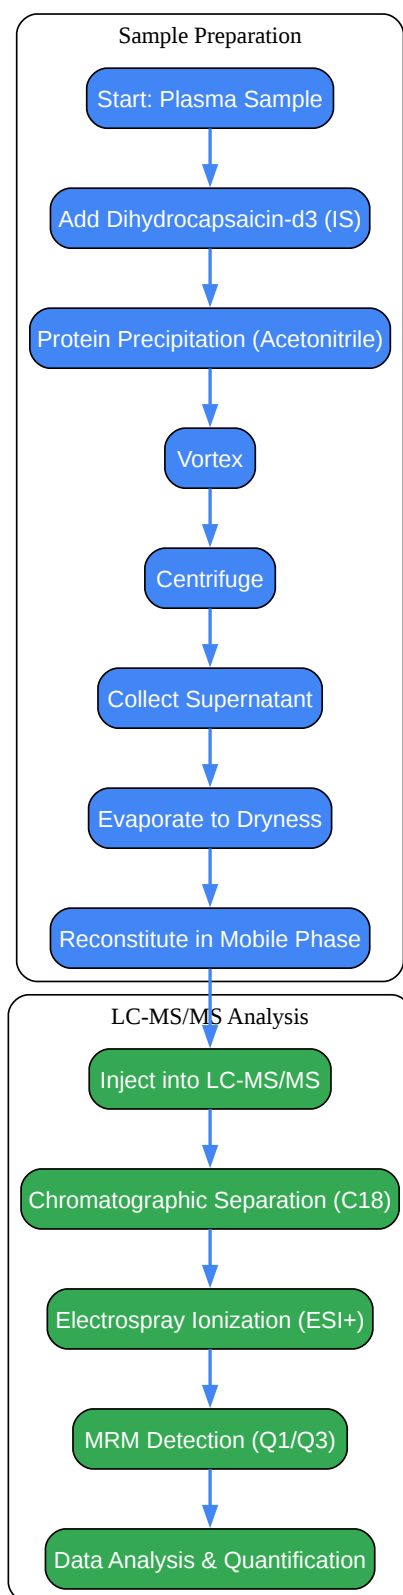 Sample Preparation
Start: Plasma Sample
Add Dihydrocapsaicin-d3 (IS)
Protein Precipitation (Acetonitrile)
Vortex
Centrifuge
Collect Supernatant
Evaporate to Dryness
Reconstitute in Mobile Phase
LC-MS/MS Analysis
Inject into LC-MS/MS
Chromatographic Separation (C18)
Electrospray Ionization (ESI+)
MRM Detection (Q1/Q3)
Data Analysis & Quantification